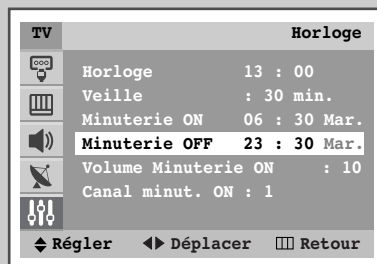 TV Horloge
Horloge 13 : 00
Veille : 30 min.
Minuterie ON 06 : 30 Mar.
Minuterie OFF 23 : 30 Mar.
Volume Minuterie ON : 10
Canal minut. ON : 1
Régler Déplacer Retour